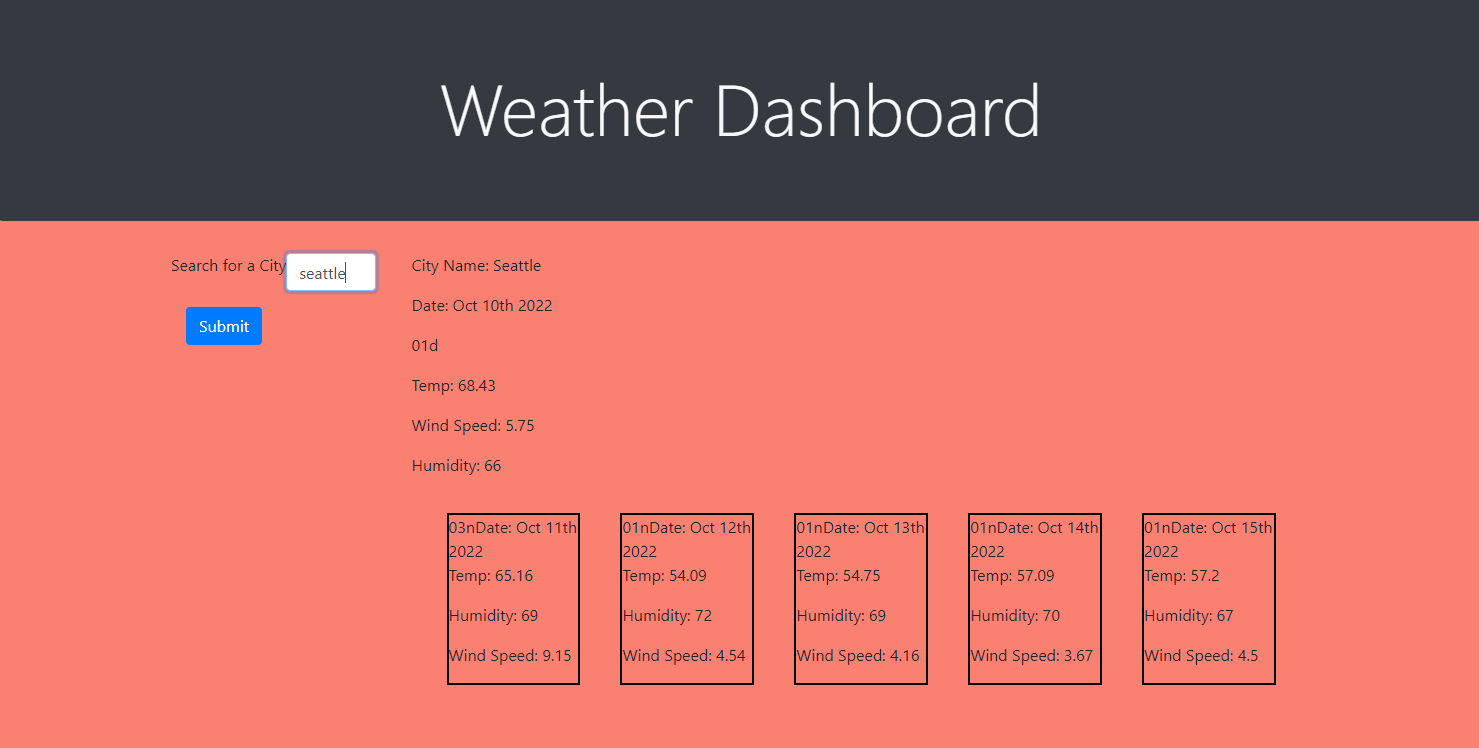 Weather Dashboard
Search for a City
seattle
Submit
City Name: Seattle
Date: Oct 10th 2022
01d
Temp: 68.43
Wind Speed: 5.75
Humidity: 66
03nDate: Oct 11th
2022
Temp: 65.16
Humidity: 69
Wind Speed: 9.15
01nDate: Oct 12th
2022
Temp: 54.09
Humidity: 72
Wind Speed: 4.54
01nDate: Oct 13th
2022
Temp: 54.75
Humidity: 69
Wind Speed: 4.16
01nDate: Oct 14th
2022
Temp: 57.09
Humidity: 70
Wind Speed: 3.67
01nDate: Oct 15th
2022
Temp: 57.2
Humidity: 67
Wind Speed: 4.5